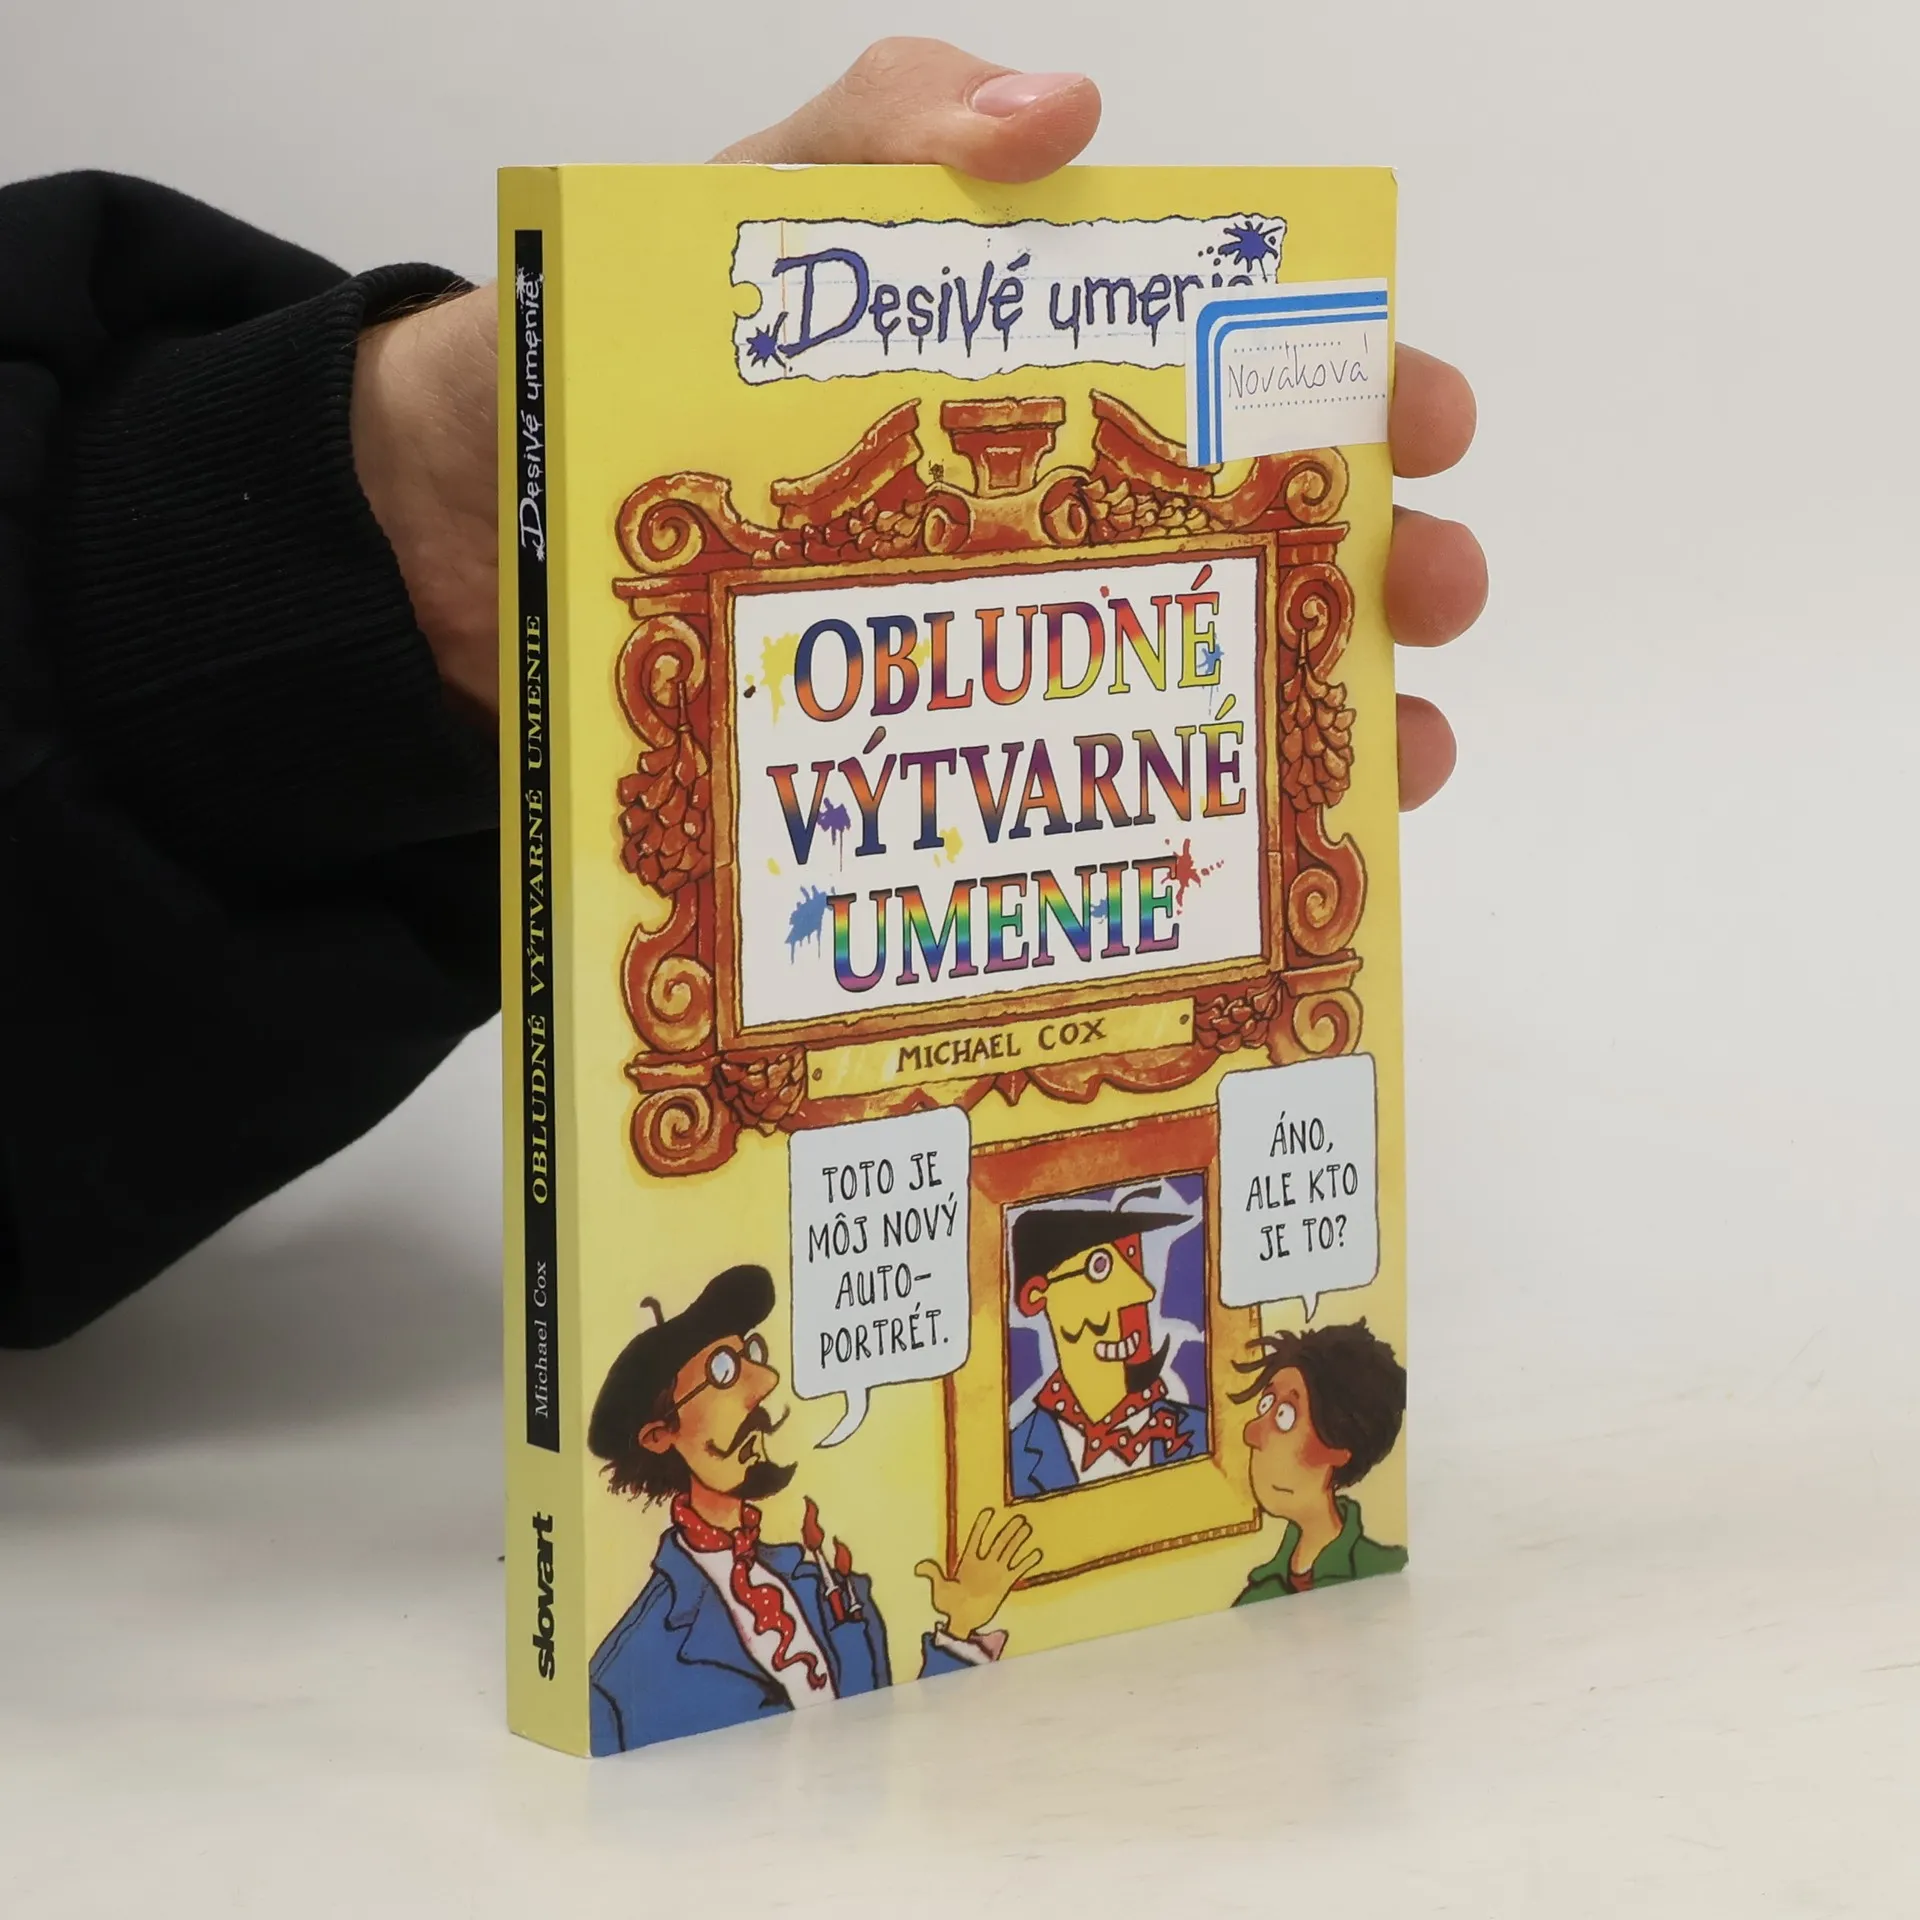 Desivé umenie
Nováková
OBLUDNÉ
VÝTVARNÉ
UMENIE
MICHAEL COX
TOTO JE
MÔJ NOVÝ
AUTO-
PORTRÉT.
ÁNO,
ALE KTO
JE TO?
Desivé umenie OBLUDNÉ VÝTVARNÉ UMENIE Michael Cox slovart